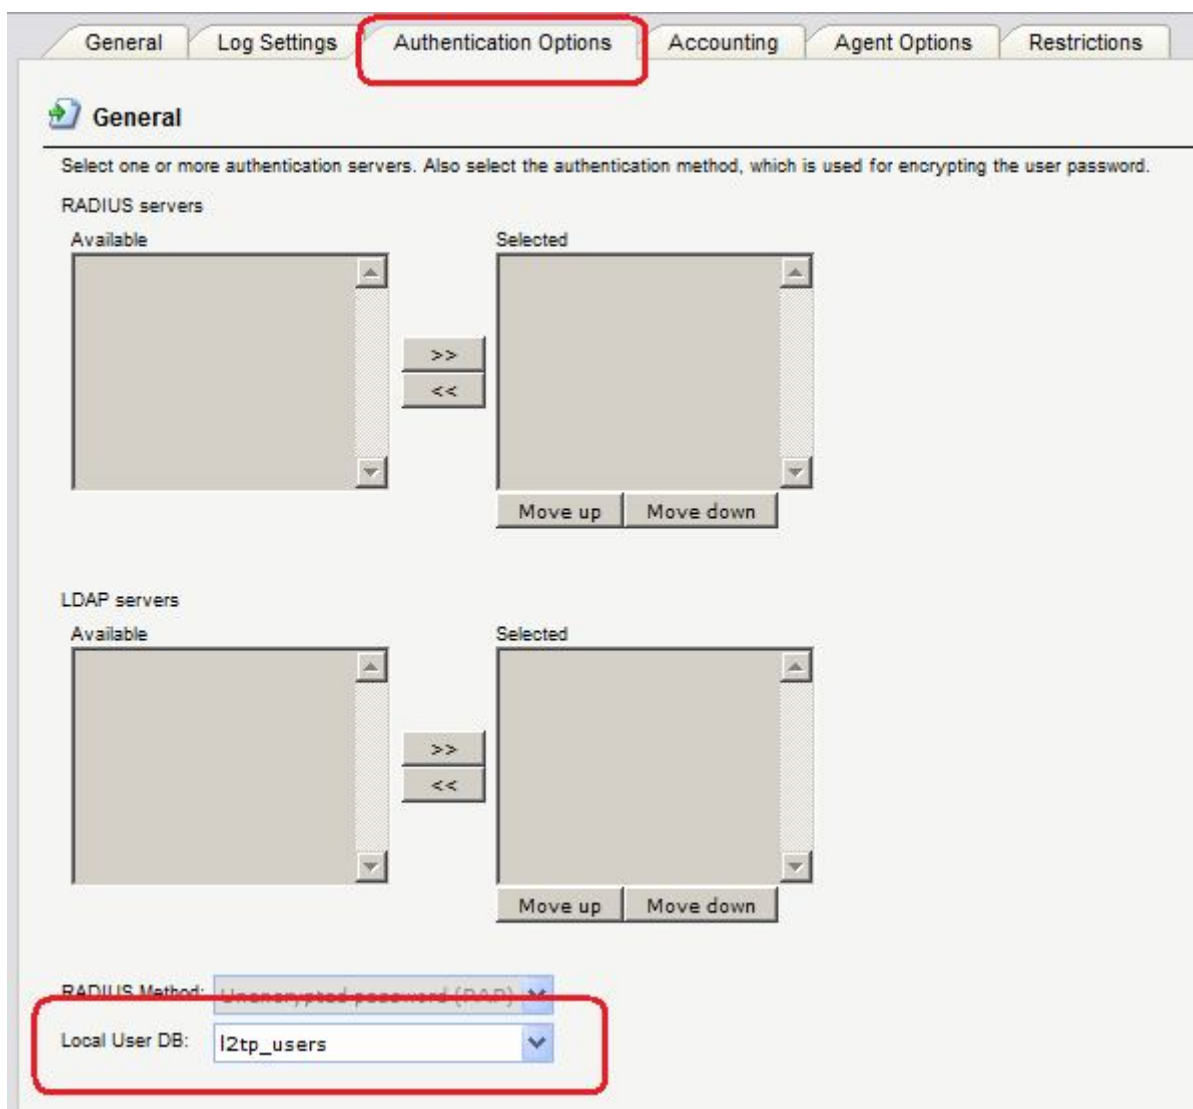 General Log Settings Authentication Options Accounting Agent Options Restrictions
General
Select one or more authentication servers. Also select the authentication method, which is used for encrypting the user password.
RADIUS servers
Available Selected
>>
<<
Move up Move down
LDAP servers
Available Selected
>>
<<
Move up Move down
RADIUS Method: Unencrypted password (PAP)
Local User DB: l2tp_users